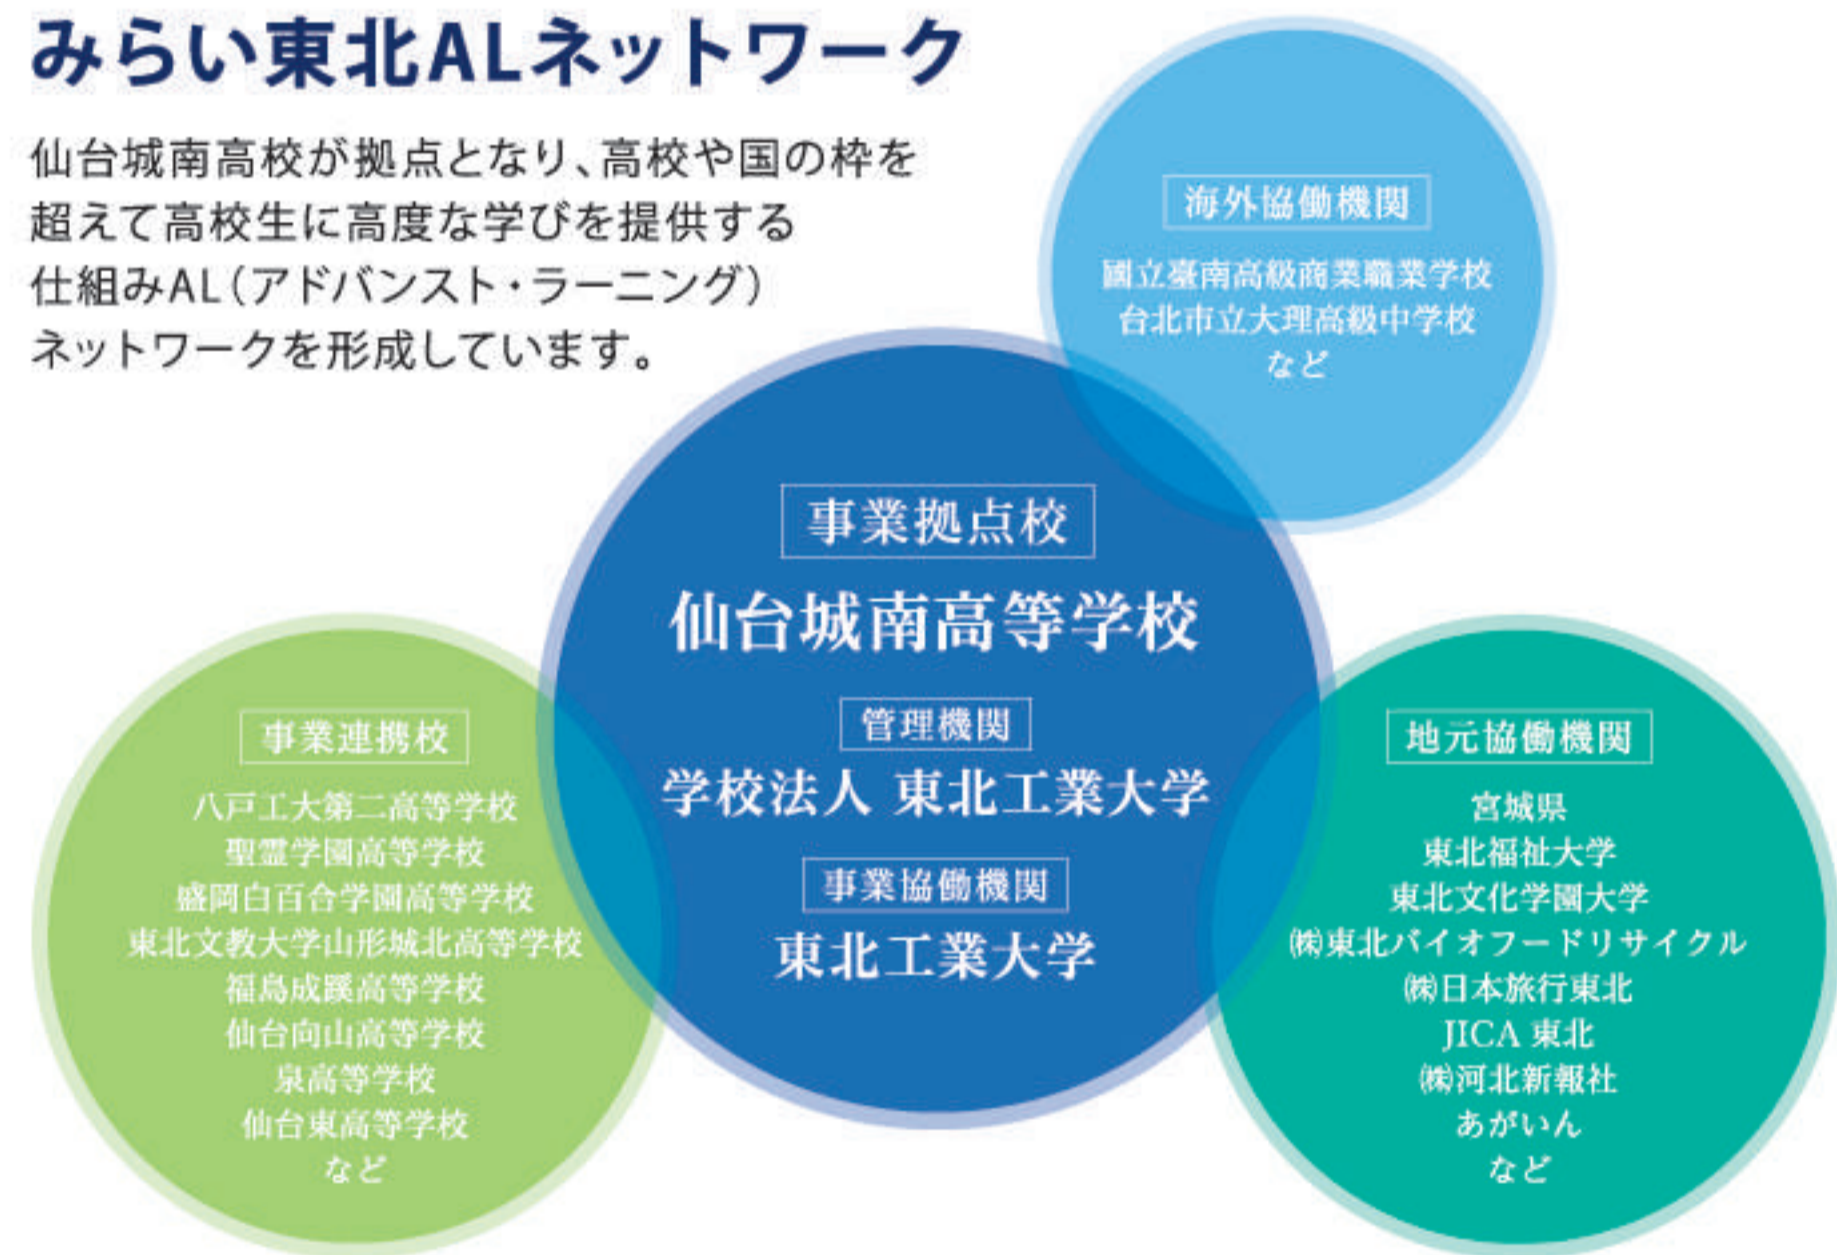 みらい東北ALネットワーク
仙台城南高校が拠点となり、高校や国の枠を
超えて高校生に高度な学びを提供する
仕組みAL(アドバンスト・ラーニング)
ネットワークを形成しています。
海外協働機関
國立臺南高級商業職業学校
台北市立大理高級中学校
など
事業拠点校
仙台城南高等学校
管理機関
学校法人 東北工業大学
事業協働機関
東北工業大学
事業連携校
八戸工大第二高等学校
聖霊学園高等学校
盛岡白百合学園高等学校
東北文教大学山形城北高等学校
福島成蹊高等学校
仙台向山高等学校
泉高等学校
仙台東高等学校
など
地元協働機関
宮城県
東北福祉大学
東北文化学園大学
㈱東北バイオフードリサイクル
㈱日本旅行東北
JICA 東北
㈱河北新報社
あがいん
など